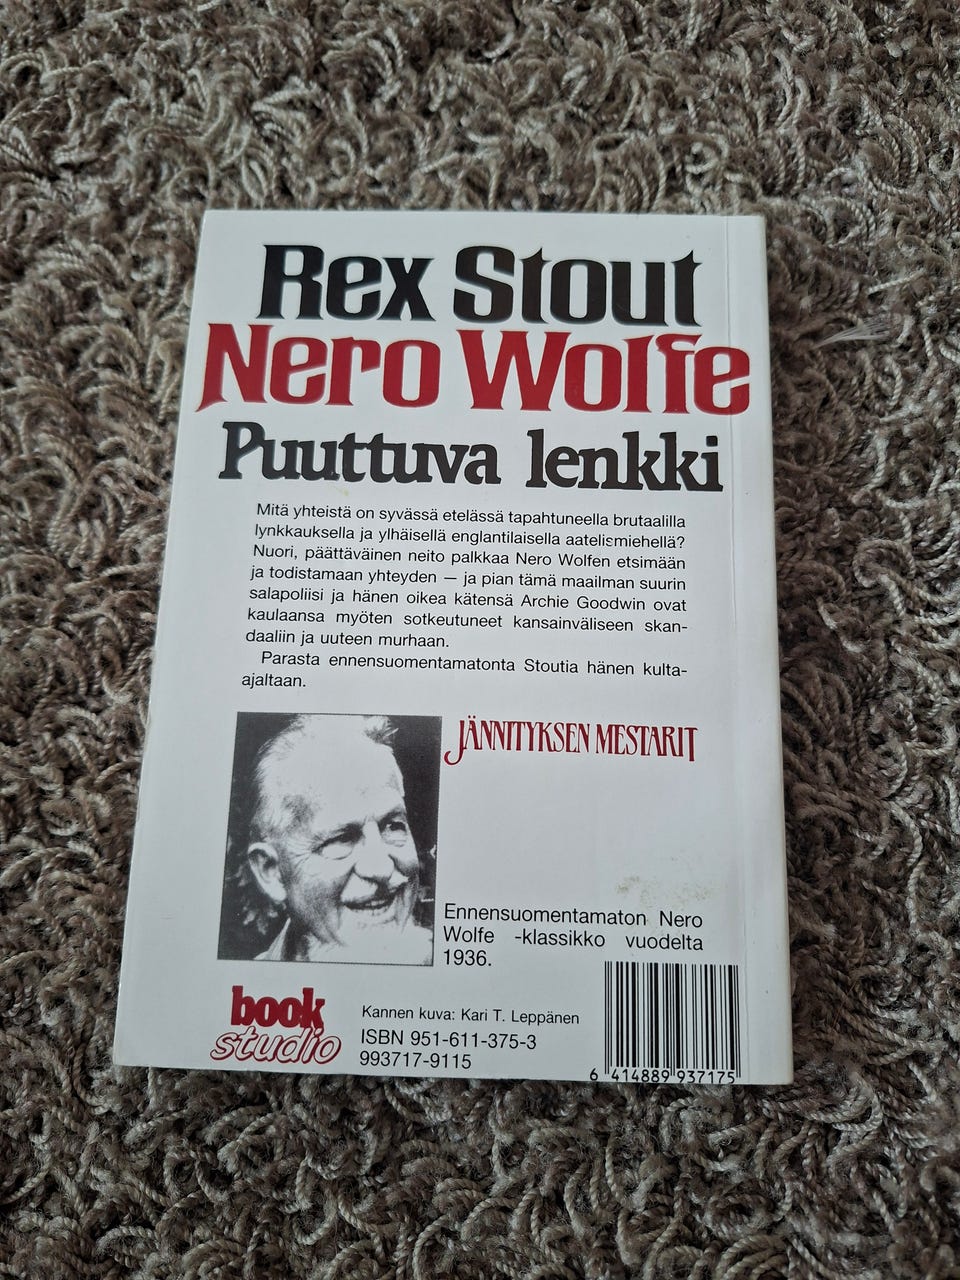 Rex Stout
Nero Wolfe
Puuttuva lenkki
Mitä yhteistä on syvässä etelässä tapahtuneella brutaalilla
lynkkauksella ja ylhäisellä englantilaisella aatelismiehellä?
Nuori, päättäväinen neito palkkaa Nero Wolfen etsimään
ja todistamaan yhteyden — ja pian tämä maailman suurin
salapoliisi ja hänen oikea kätensä Archie Goodwin ovat
kaulaansa myöten sotkeutuneet kansainväliseen skan-
daaliin ja uuteen murhaan.
Parasta ennensuomentamatonta Stoutia hänen kulta-
ajaltaan.
JÄNNITYKSEN MESTARIT
Ennensuomentamaton Nero
Wolfe -klassikko vuodelta
1936.
book
studio
Kannen kuva: Kari T. Leppänen
ISBN 951-611-375-3
993717-9115
6 414889 937175